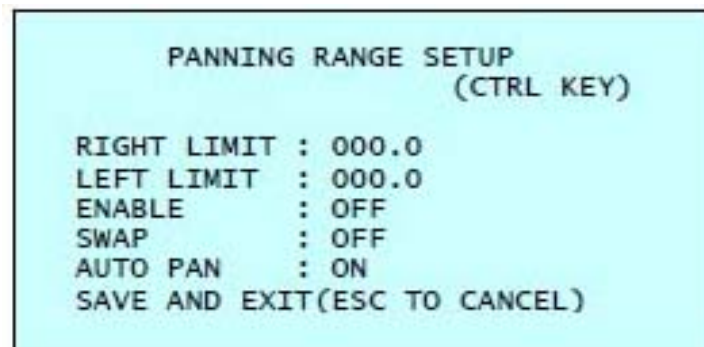 PANNING RANGE SETUP
(CTRL KEY)
RIGHT LIMIT : 000.0
LEFT LIMIT : 000.0
ENABLE : OFF
SWAP : OFF
AUTO PAN : ON
SAVE AND EXIT(ESC TO CANCEL)